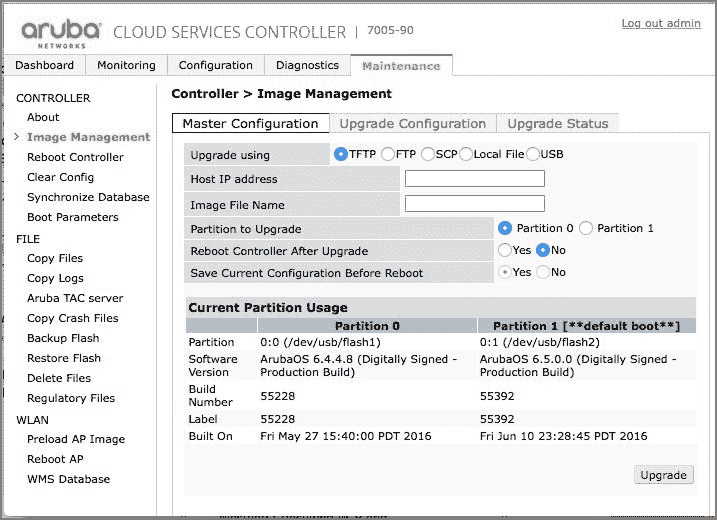 aruba NETWORKS CLOUD SERVICES CONTROLLER | 7005-90 Log out admin
Dashboard Monitoring Configuration Diagnostics Maintenance
CONTROLLER
About
> Image Management
Reboot Controller
Clear Config
Synchronize Database
Boot Parameters
FILE
Copy Files
Copy Logs
Aruba TAC server
Copy Crash Files
Backup Flash
Restore Flash
Delete Files
Regulatory Files
WLAN
Preload AP Image
Reboot AP
WMS Database
Controller > Image Management
Master Configuration Upgrade Configuration Upgrade Status
Upgrade using TFTP FTP SCP Local File USB
Host IP address
Image File Name
Partition to Upgrade Partition 0 Partition 1
Reboot Controller After Upgrade Yes No
Save Current Configuration Before Reboot Yes No
Current Partition Usage
Partition 0 Partition 1 [**default boot**]
Partition 0:0 (/dev/usb/flash1) 0:1 (/dev/usb/flash2)
Software Version ArubaOS 6.4.4.8 (Digitally Signed - Production Build) ArubaOS 6.5.0.0 (Digitally Signed - Production Build)
Build Number 55228 55392
Label 55228 55392
Built On Fri May 27 15:40:00 PDT 2016 Fri Jun 10 23:28:45 PDT 2016
Upgrade